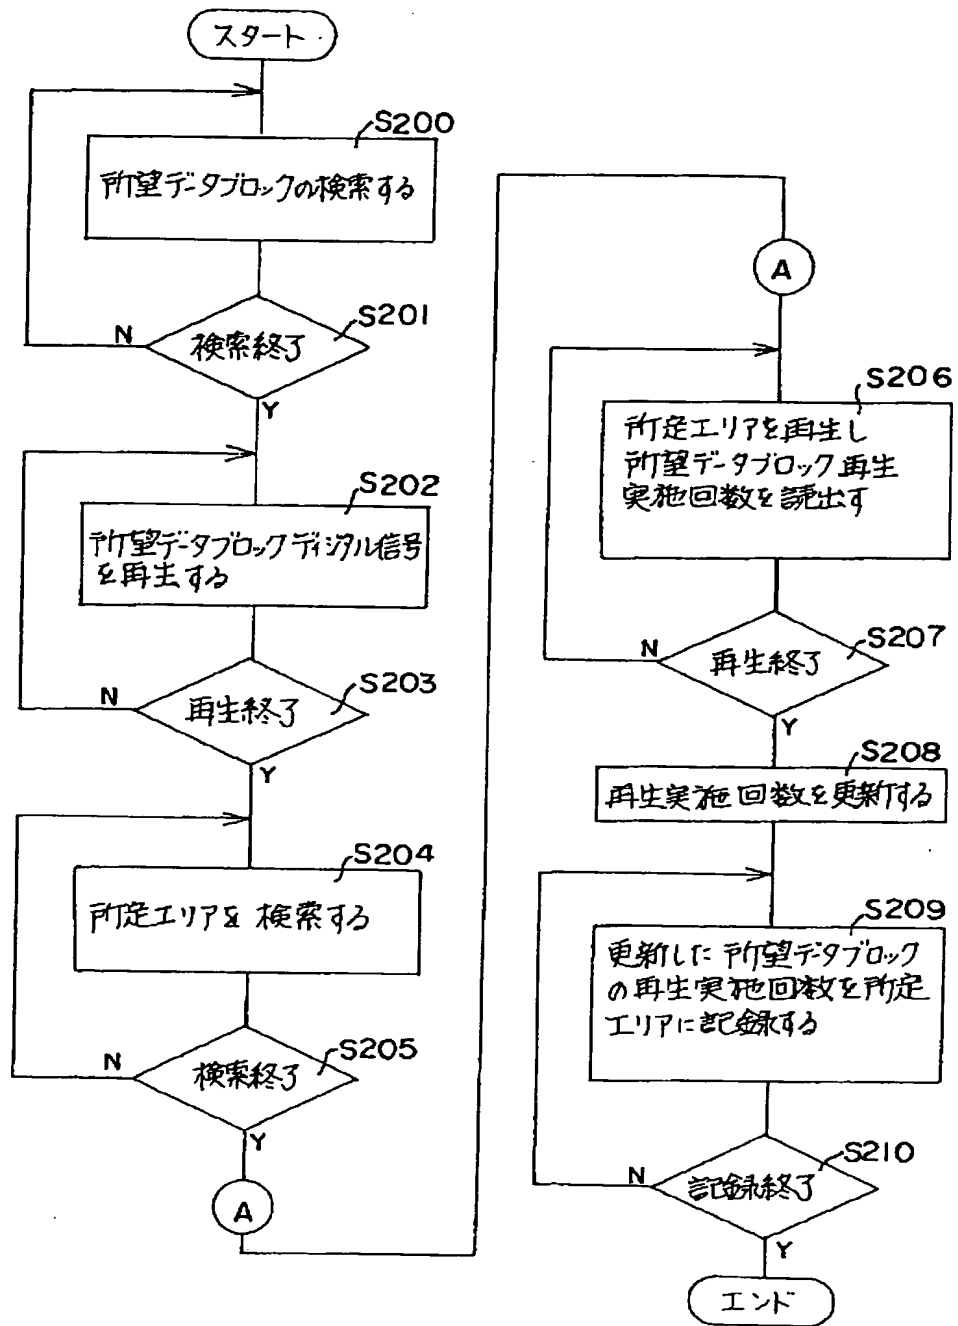 スタート
S200
所望データブロックの検索する
S201
検索終了
N
Y
S202
所望データブロックディジタル信号
を再生する
S203
再生終了
N
Y
S204
所定エリアを検索する
S205
検索終了
N
Y
A
A
S206
所定エリアを再生し
所望データブロック再生
実施回数を読出す
S207
再生終了
N
Y
S208
再生実施回数を更新する
S209
更新した所望データブロック
の再生実施回数を所定
エリアに記録する
S210
記録終了
N
Y
エンド